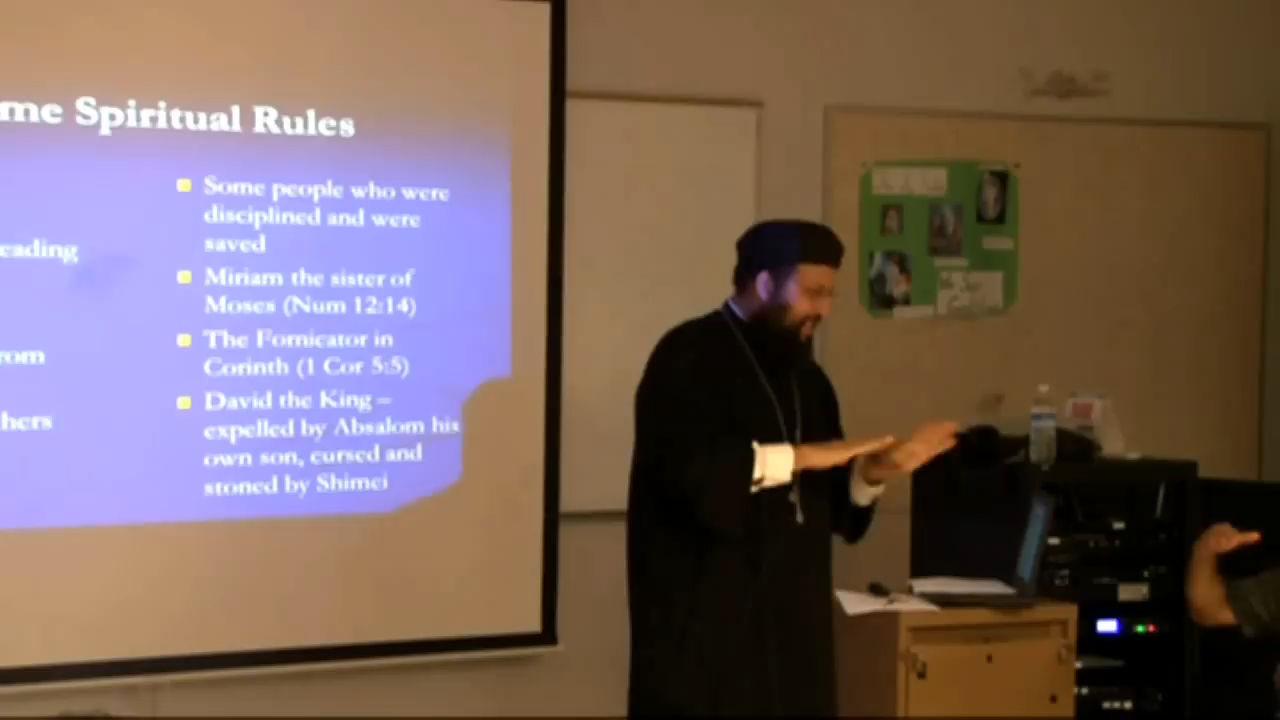 me Spiritual Rules
eading
rom
hers
Some people who were
disciplined and were
saved
Miriam the sister of
Moses (Num 12:14)
The Fornicator in
Corinth (1 Cor 5:5)
David the King –
expelled by Absalom his
own son, cursed and
stoned by Shimei